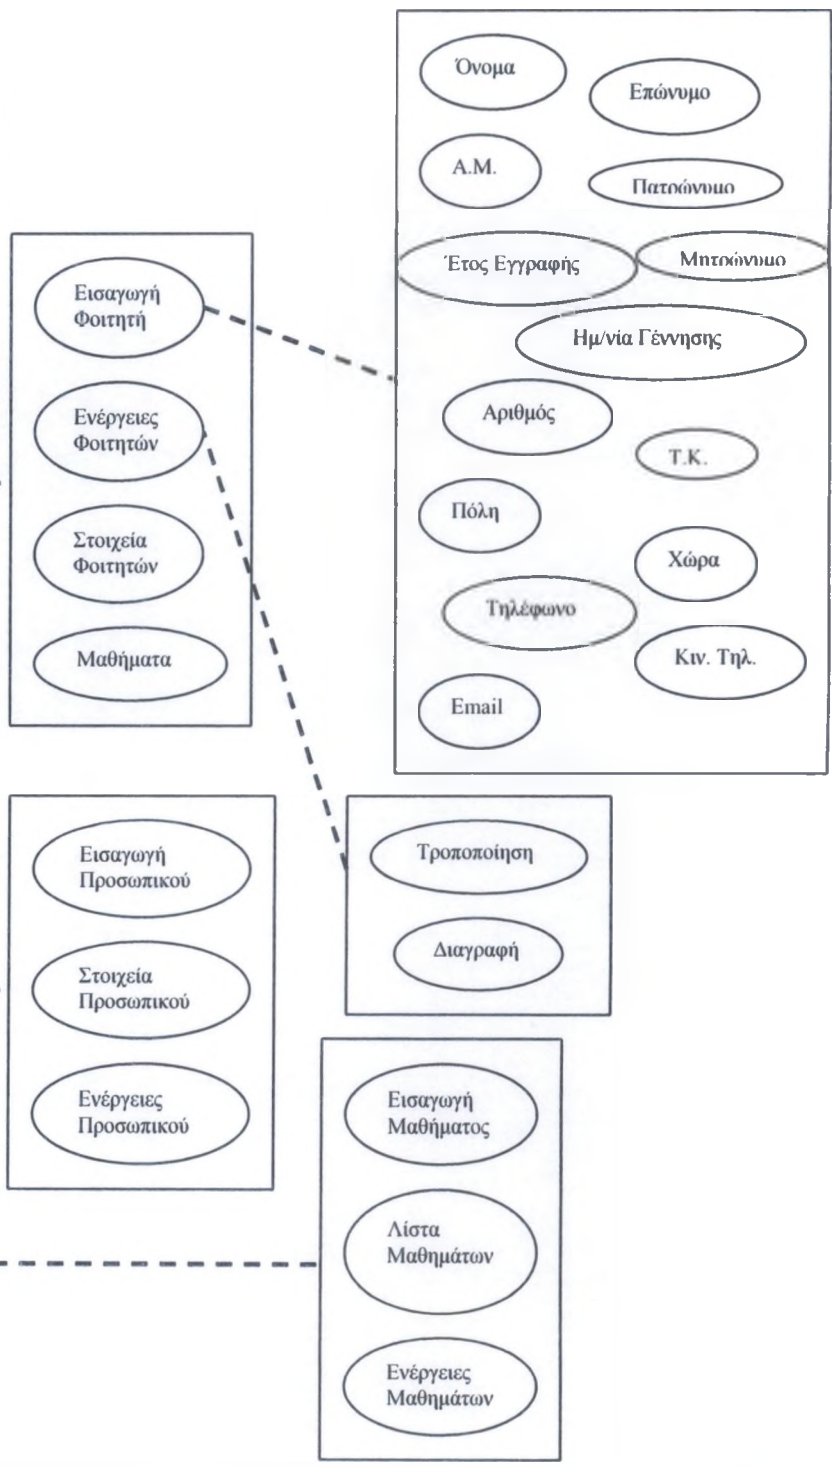 Όνομα
Επώνυμο
Α.Μ.
Πατρώνυμο
Έτος Εγγραφής
Μητρώνυμο
Ημ/νία Γέννησης
Αριθμός
Τ.Κ.
Πόλη
Χώρα
Τηλέφωνο
Κιν. Τηλ.
Email
Εισαγωγή
Φοιτητή
Ενέργειες
Φοιτητών
Στοιχεία
Φοιτητών
Μαθήματα
Εισαγωγή
Προσωπικού
Στοιχεία
Προσωπικού
Ενέργειες
Προσωπικού
Τροποποίηση
Διαγραφή
Εισαγωγή
Μαθήματος
Λίστα
Μαθημάτων
Ενέργειες
Μαθημάτων